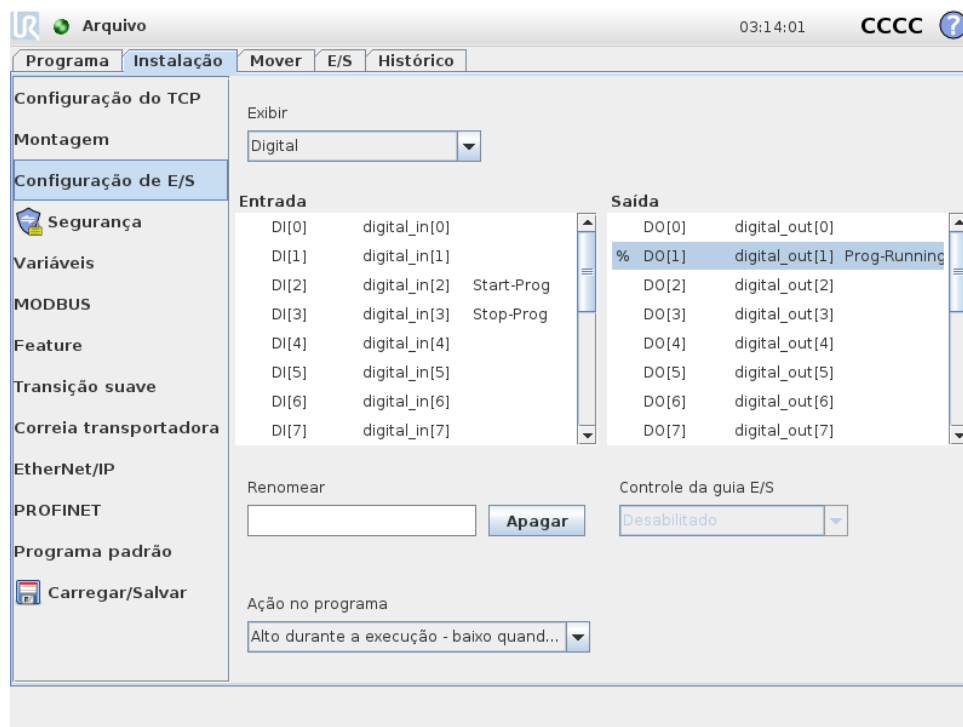 UR Arquivo 03:14:01 CCCC ?
Programa Instalação Mover E/S Histórico
Configuração do TCP
Montagem
Configuração de E/S
Segurança
Variáveis
MODBUS
Feature
Transição suave
Correia transportadora
EtherNet/IP
PROFINET
Programa padrão
Carregar/Salvar
Exibir
Digital
Entrada
DI[0] digital_in[0]
DI[1] digital_in[1]
DI[2] digital_in[2] Start-Prog
DI[3] digital_in[3] Stop-Prog
DI[4] digital_in[4]
DI[5] digital_in[5]
DI[6] digital_in[6]
DI[7] digital_in[7]
Saída
DO[0] digital_out[0]
% DO[1] digital_out[1] Prog-Running
DO[2] digital_out[2]
DO[3] digital_out[3]
DO[4] digital_out[4]
DO[5] digital_out[5]
DO[6] digital_out[6]
DO[7] digital_out[7]
Renomear
Apagar
Controle da guia E/S
Desabilitado
Ação no programa
Alto durante a execução - baixo quand...